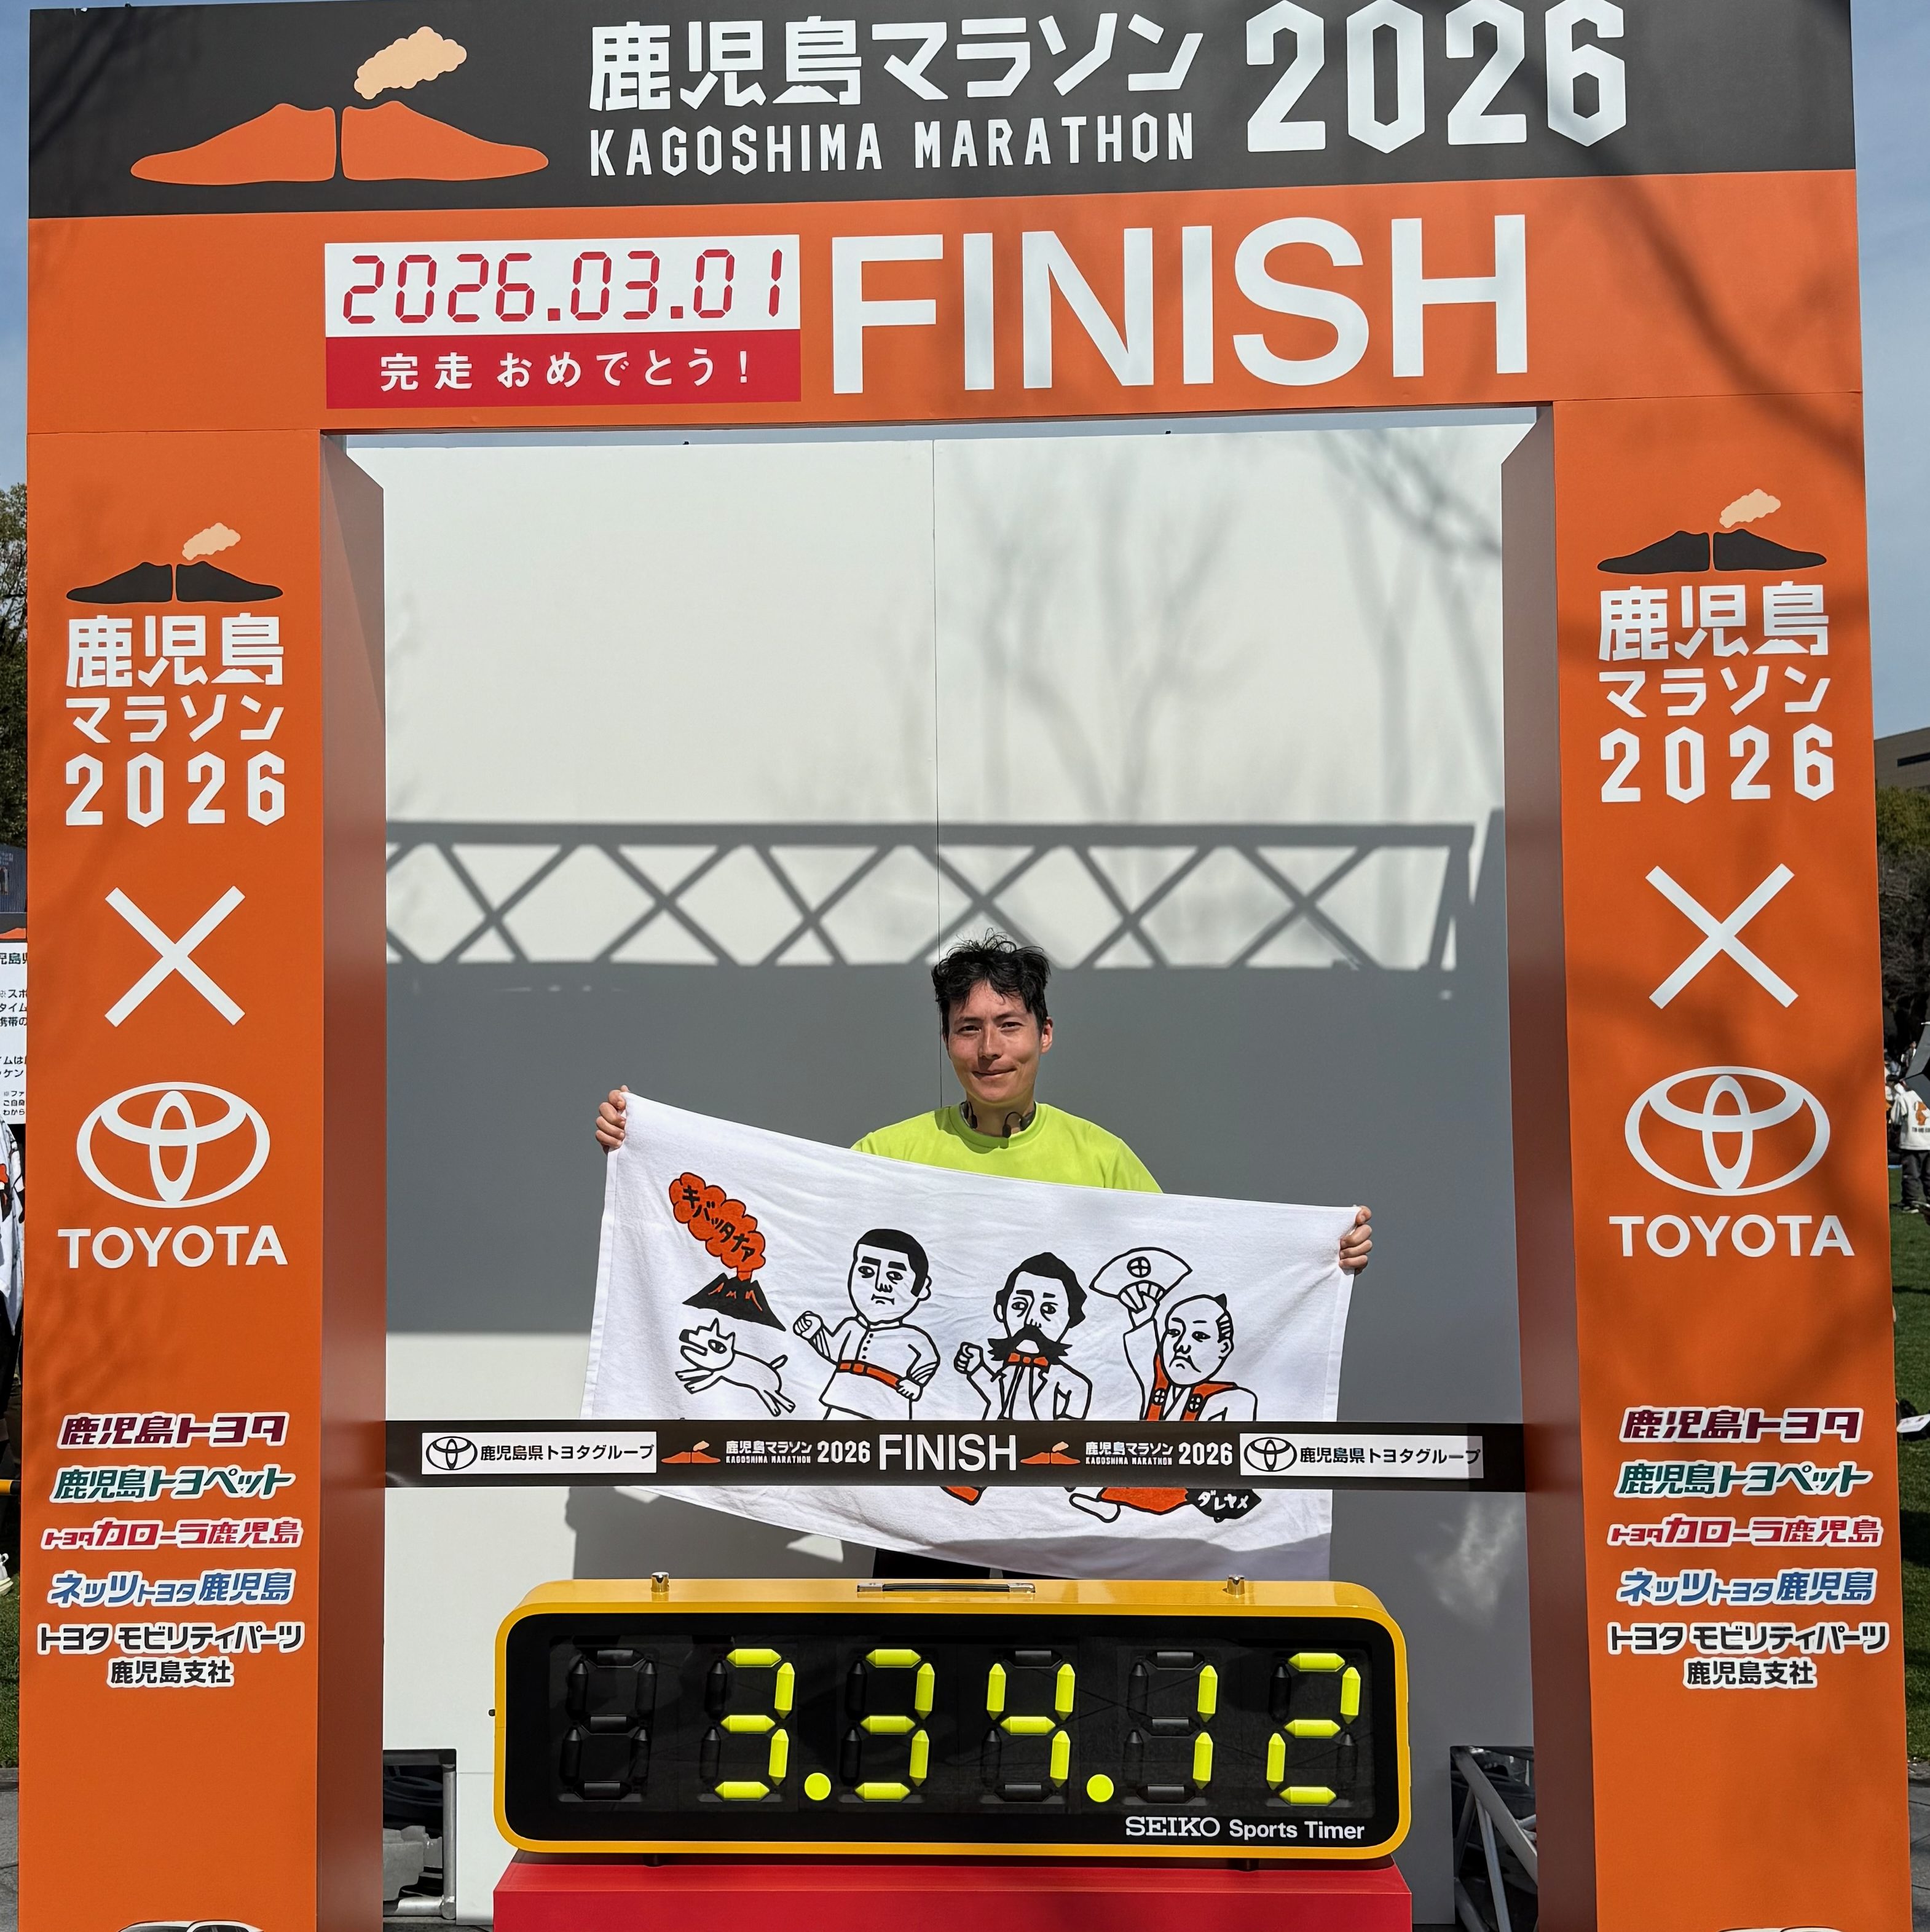 鹿児島マラソン 2026
KAGOSHIMA MARATHON
2026.03.01
完走 おめでとう!
FINISH
鹿児島
マラソン
2026
×
TOYOTA
鹿児島トヨタ
鹿児島トヨペット
トヨタカローラ鹿児島
ネッツトヨタ鹿児島
トヨタ モビリティパーツ
鹿児島支社
鹿児島
マラソン
2026
×
TOYOTA
鹿児島トヨタ
鹿児島トヨペット
トヨタカローラ鹿児島
ネッツトヨタ鹿児島
トヨタ モビリティパーツ
鹿児島支社
キバッタナァ
鹿児島県トヨタグループ 鹿児島マラソン KAGOSHIMA MARATHON 2026 FINISH 鹿児島マラソン KAGOSHIMA MARATHON 2026 鹿児島県トヨタグループ
ダレヤメ
3.34.12
SEIKO Sports Timer